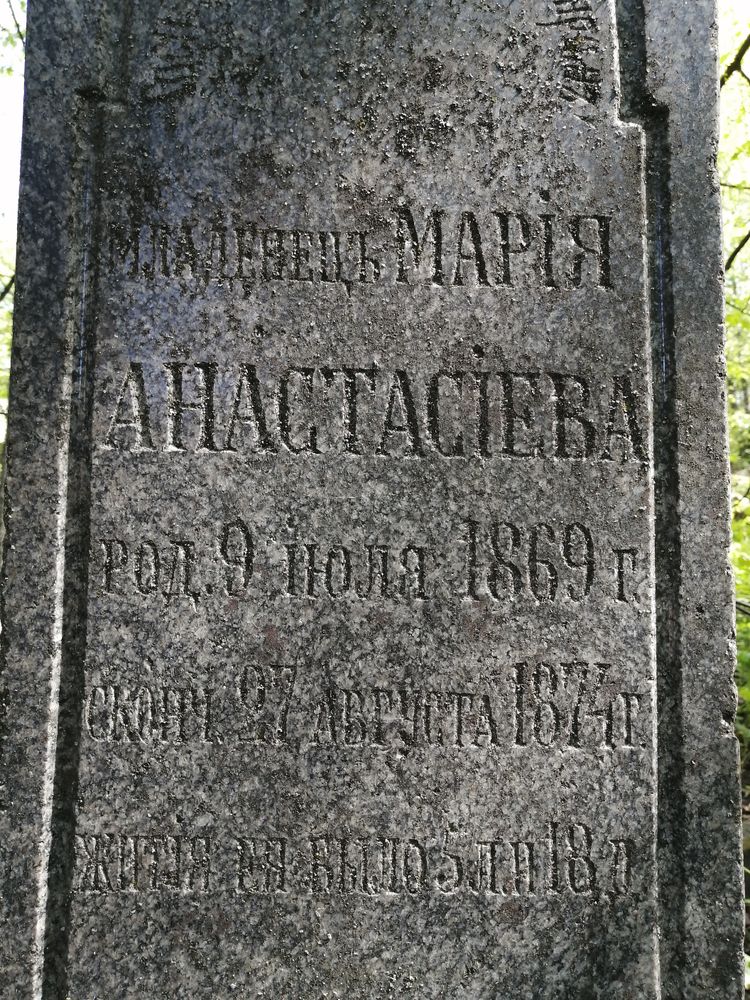 Младенецъ МАРІЯ
АНАСТАСІЕВА
род. 9 іюля 1869 г.
сконч. 27 августа 1874 г.
житія ея было 5 л и 18 д